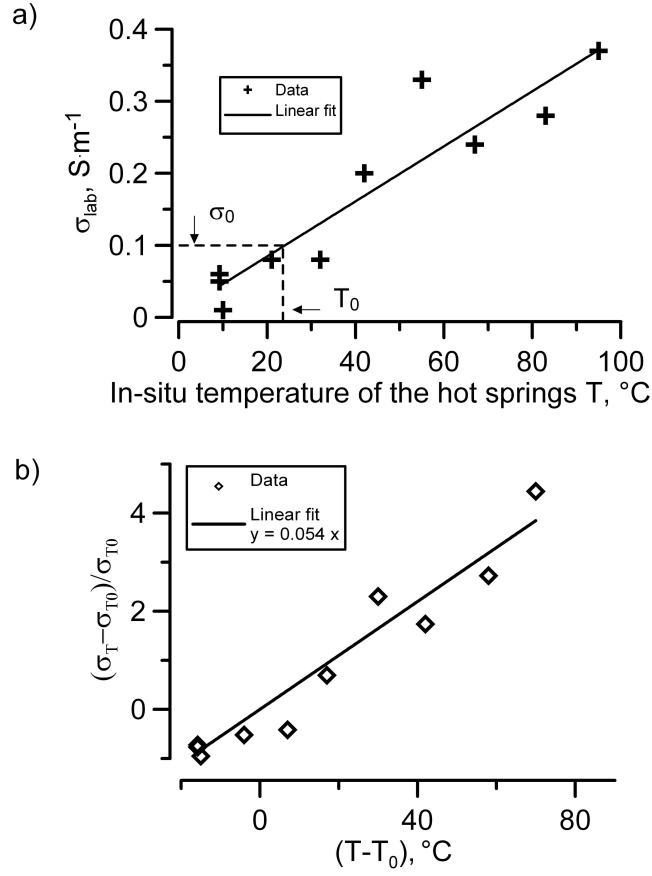 a)
0.4
0.3
0.2
0.1
0
σlab, S·m-1
Data
Linear fit
σ0
T0
0 20 40 60 80 100
In-situ temperature of the hot springs T, °C
b)
4
2
0
(σT–σT0)/σT0
Data
Linear fit
y = 0.054 x
0 40 80
(T-T0), °C